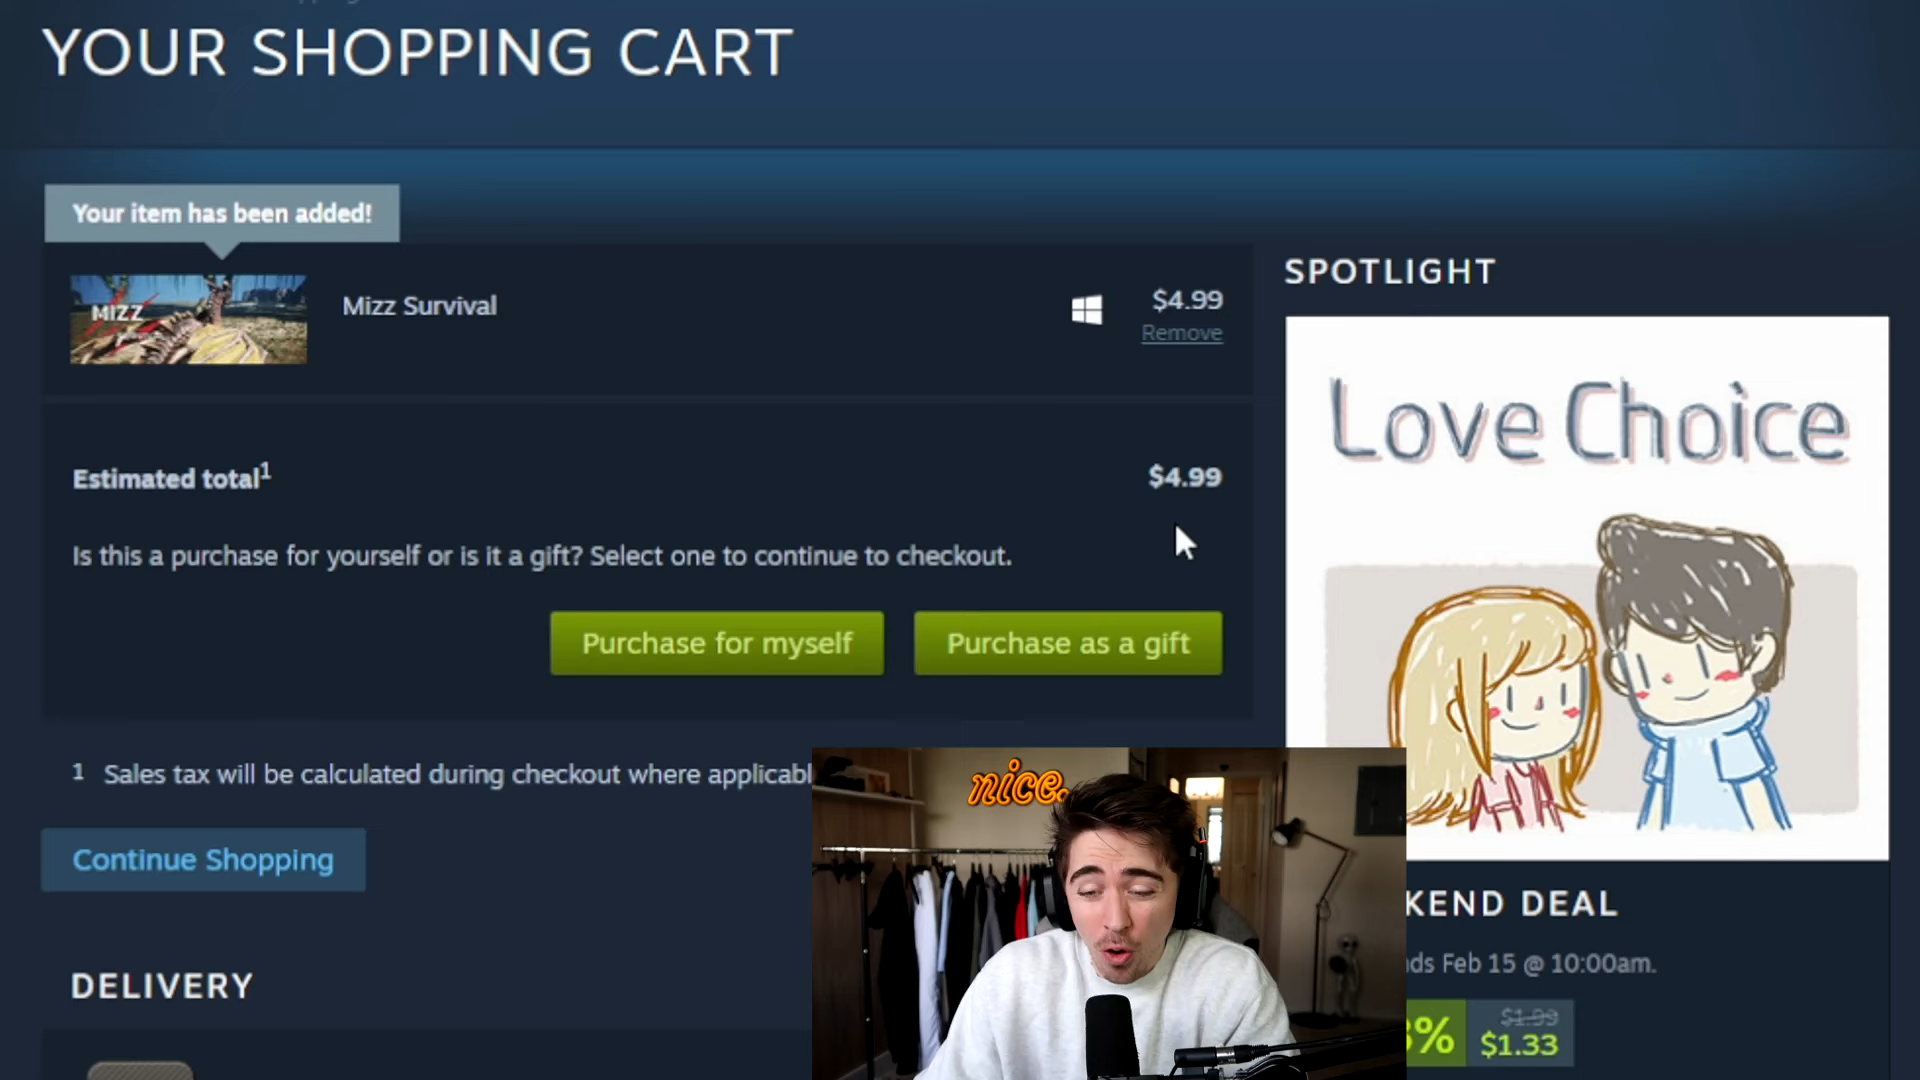 YOUR SHOPPING CART
Your item has been added!
MIZZ
Mizz Survival
$4.99
Remove
Estimated total1
$4.99
Is this a purchase for yourself or is it a gift? Select one to continue to checkout.
Purchase for myself
Purchase as a gift
1 Sales tax will be calculated during checkout where applicabl
Continue Shopping
DELIVERY
nice.
SPOTLIGHT
Love Choice
KEND DEAL
ds Feb 15 @ 10:00am.
%
$1.99
$1.33